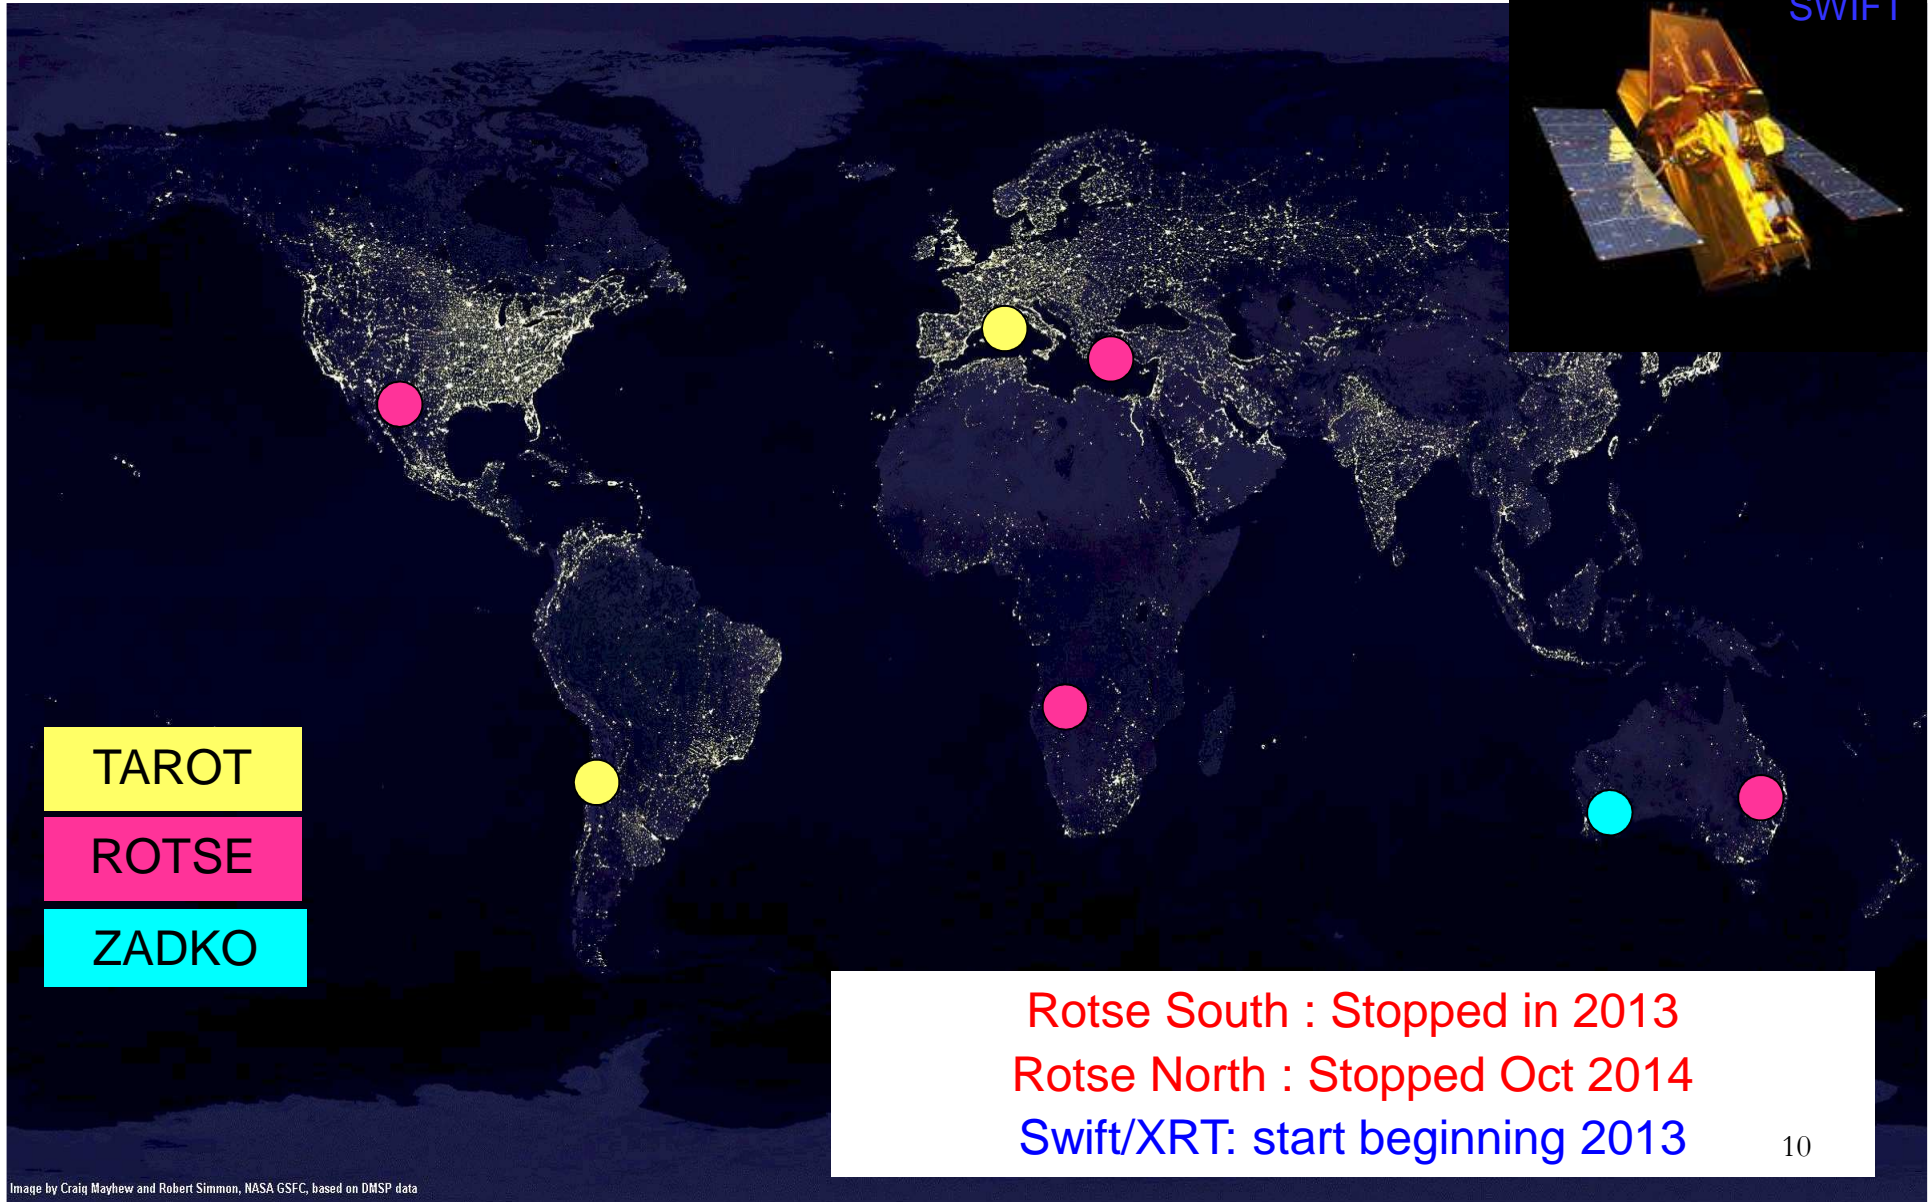 SWIFT
TAROT
ROTSE
ZADKO
Rotse South : Stopped in 2013
Rotse North : Stopped Oct 2014
Swift/XRT: start beginning 2013
10
Image by Craig Mayhew and Robert Simmon, NASA GSFC, based on DMSP data